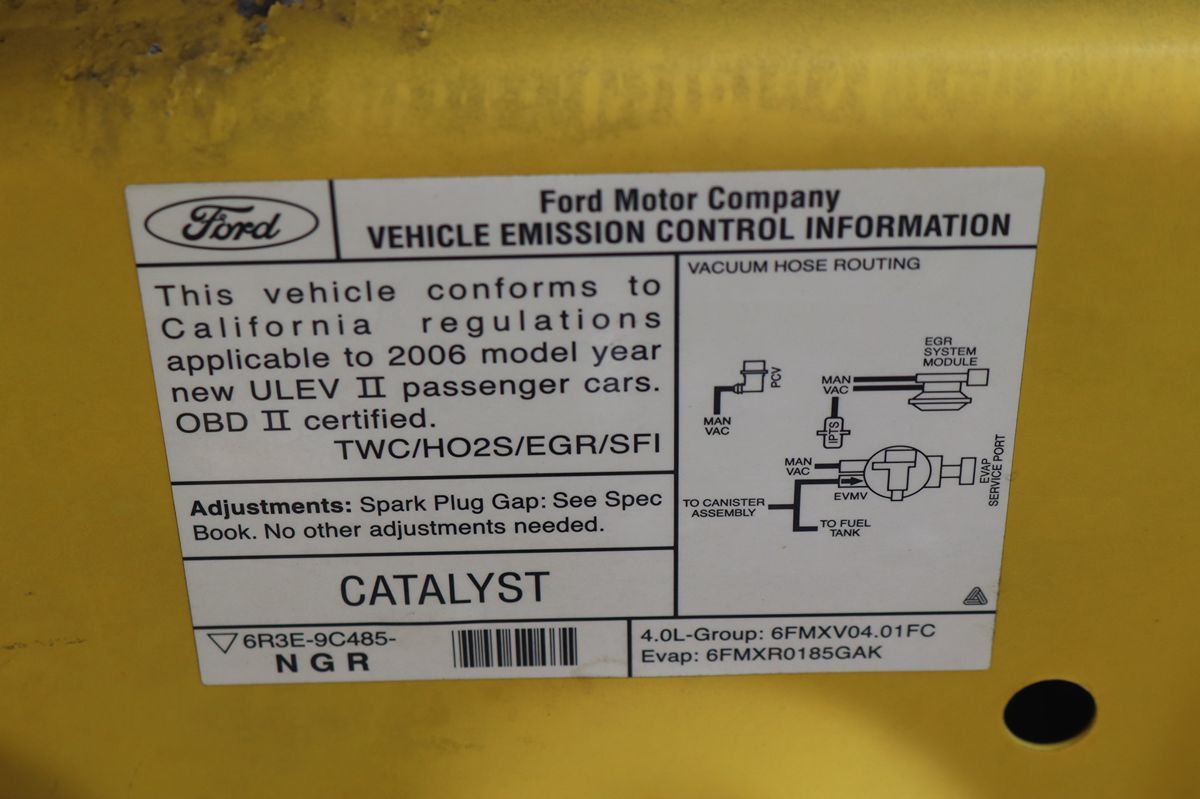 Ford
Ford Motor Company
VEHICLE EMISSION CONTROL INFORMATION
This vehicle conforms to
California regulations
applicable to 2006 model year
new ULEV II passenger cars.
OBD II certified.
TWC/HO2S/EGR/SFI
Adjustments: Spark Plug Gap: See Spec
Book. No other adjustments needed.
CATALYST
6R3E-9C485-
NGR
VACUUM HOSE ROUTING
PCV
MAN
VAC
EGR
SYSTEM
MODULE
MAN
VAC
IPTS
MAN
VAC
EVMV
EVAP
SERVICE PORT
TO CANISTER
ASSEMBLY
TO FUEL
TANK
4.0L-Group: 6FMXV04.01FC
Evap: 6FMXR0185GAK